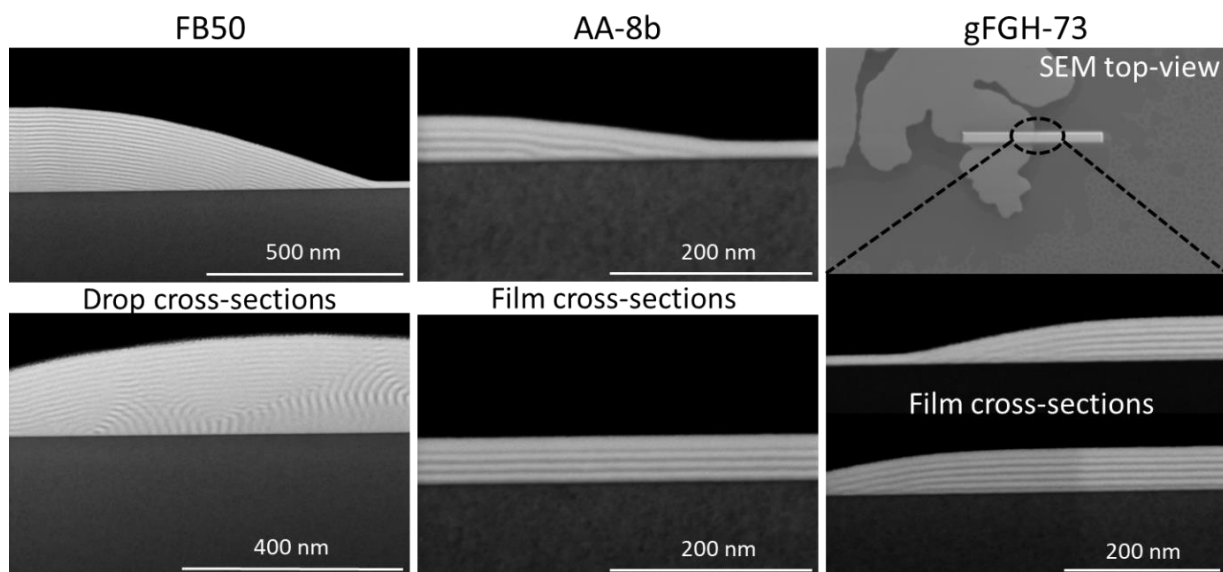 FB50
AA-8b
gFGH-73
SEM top-view
500 nm
200 nm
Drop cross-sections
Film cross-sections
Film cross-sections
400 nm
200 nm
200 nm